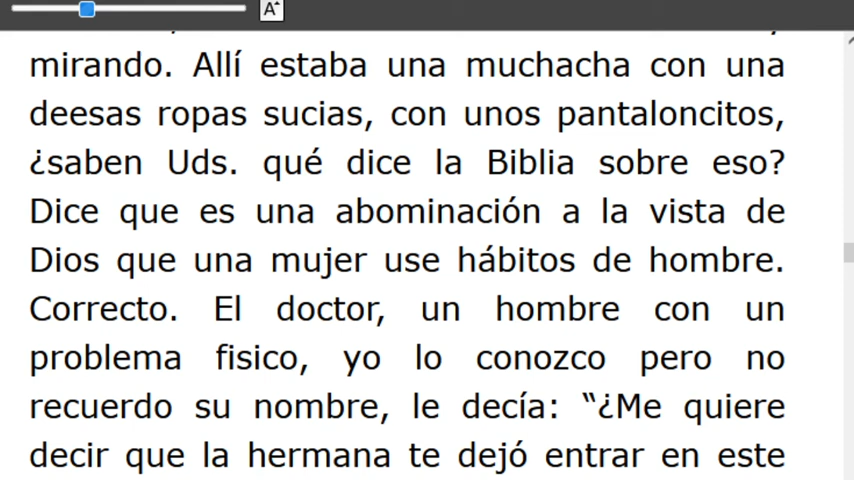 A
mirando. Allí estaba una muchacha con una
deesas ropas sucias, con unos pantaloncitos,
¿saben Uds. qué dice la Biblia sobre eso?
Dice que es una abominación a la vista de
Dios que una mujer use hábitos de hombre.
Correcto. El doctor, un hombre con un
problema fisico, yo lo conozco pero no
recuerdo su nombre, le decía: “¿Me quiere
decir que la hermana te dejó entrar en este